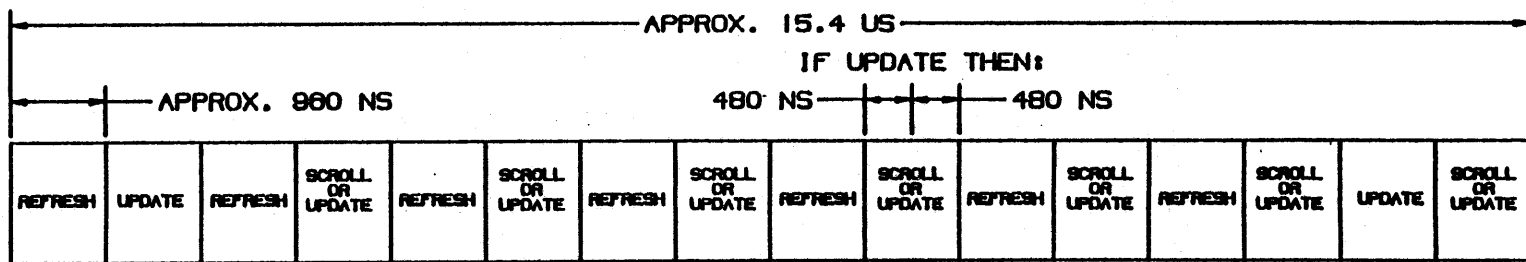 APPROX. 15.4 US
IF UPDATE THEN:
APPROX. 960 NS
480 NS
480 NS
REFRESH
UPDATE
REFRESH
SCROLL
OR
UPDATE
REFRESH
SCROLL
OR
UPDATE
REFRESH
SCROLL
OR
UPDATE
REFRESH
SCROLL
OR
UPDATE
REFRESH
SCROLL
OR
UPDATE
REFRESH
SCROLL
OR
UPDATE
UPDATE
SCROLL
OR
UPDATE